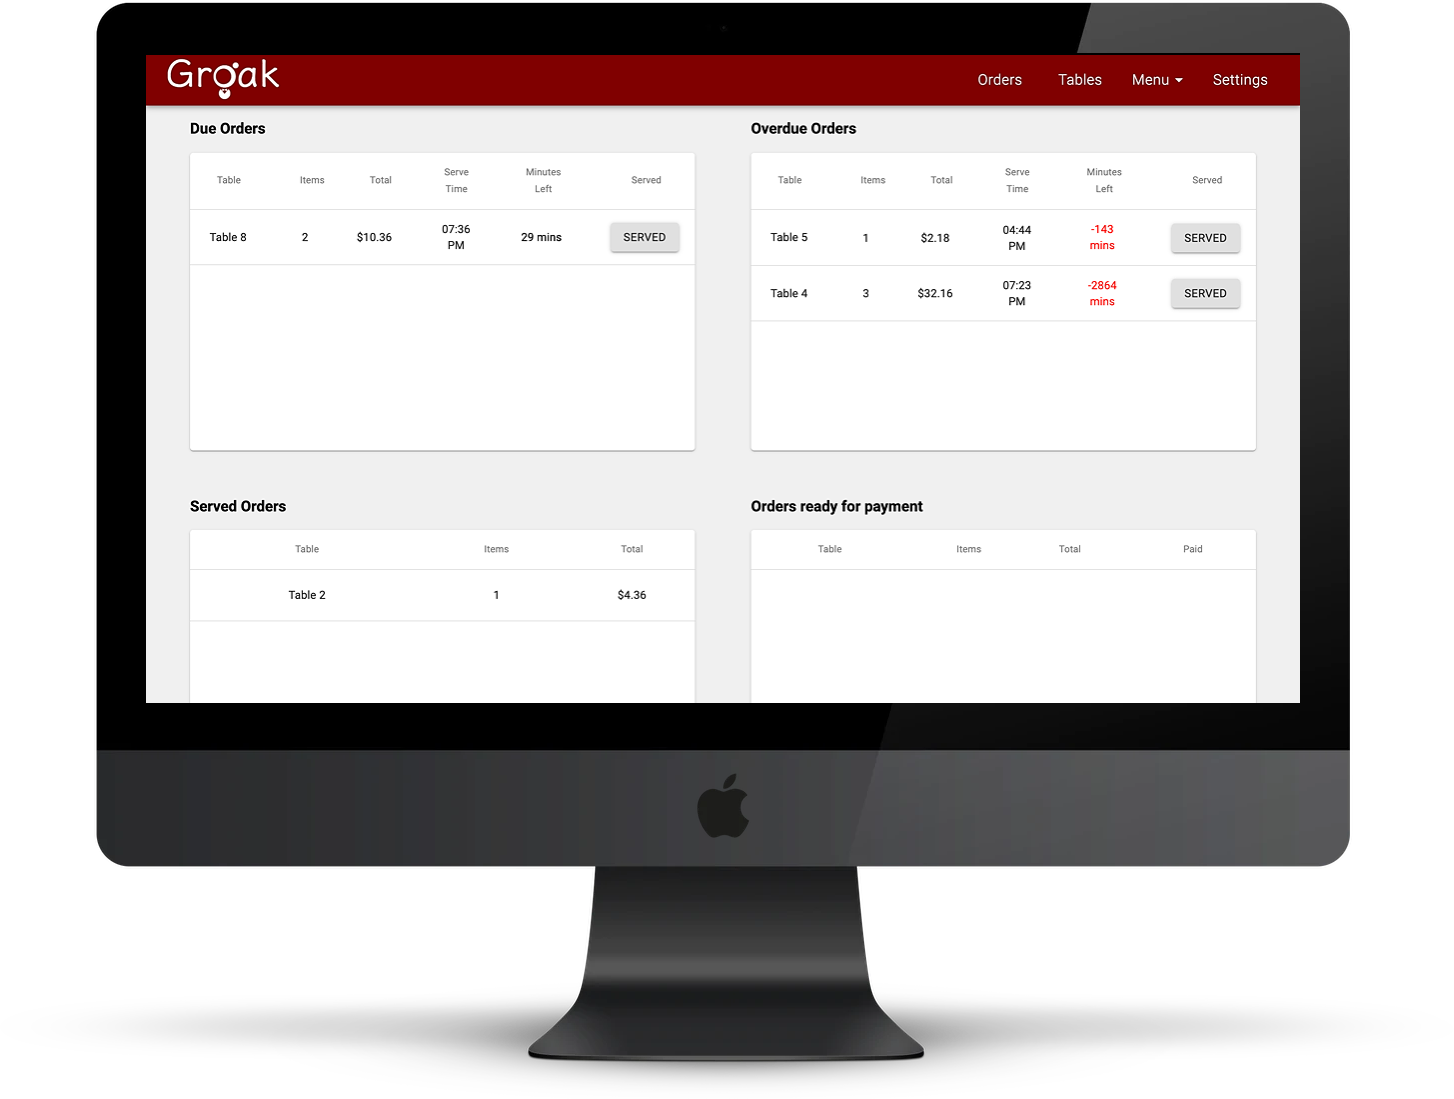 Groak
Orders Tables Menu Settings
Due Orders
Table Items Total Serve Time Minutes Left Served
Table 8 2 $10.36 07:36 PM 29 mins SERVED
Overdue Orders
Table Items Total Serve Time Minutes Left Served
Table 5 1 $2.18 04:44 PM -143 mins SERVED
Table 4 3 $32.16 07:23 PM -2864 mins SERVED
Served Orders
Table Items Total
Table 2 1 $4.36
Orders ready for payment
Table Items Total Paid